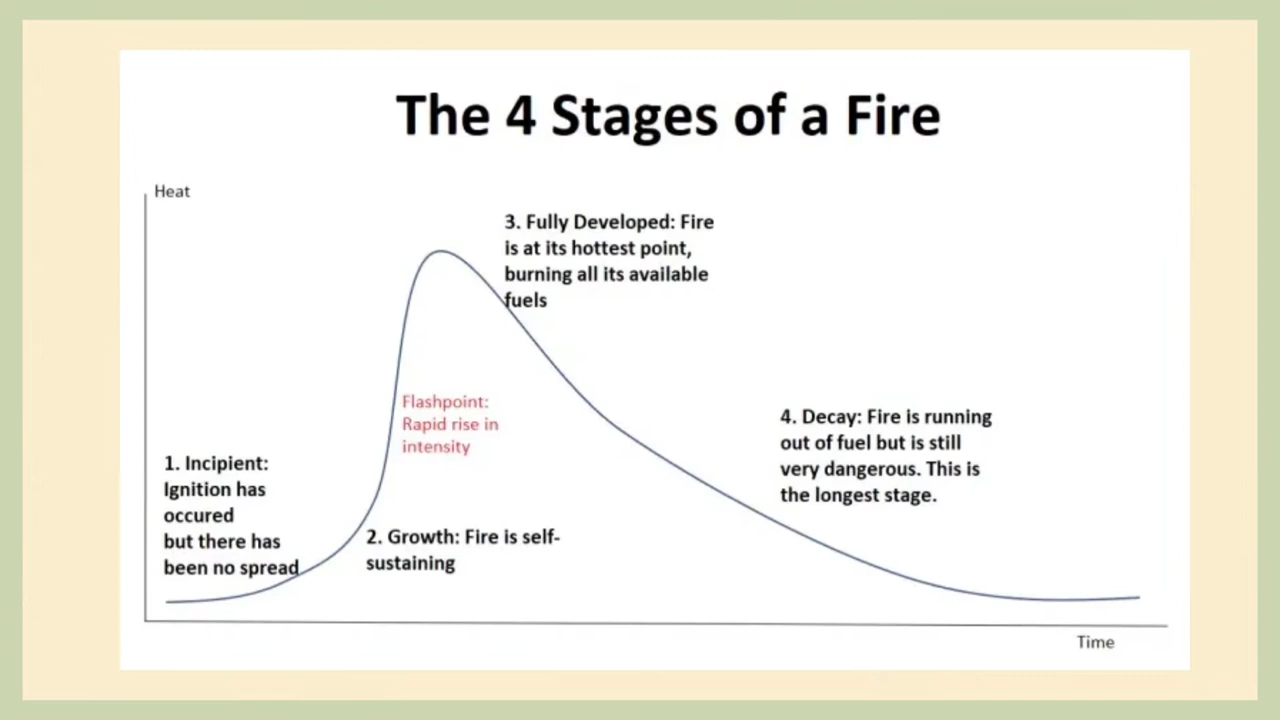 The 4 Stages of a Fire
Heat
3. Fully Developed: Fire
is at its hottest point,
burning all its available
fuels
Flashpoint:
Rapid rise in
intensity
4. Decay: Fire is running
out of fuel but is still
very dangerous. This is
the longest stage.
1. Incipient:
Ignition has
occured
but there has
been no spread
2. Growth: Fire is self-
sustaining
Time